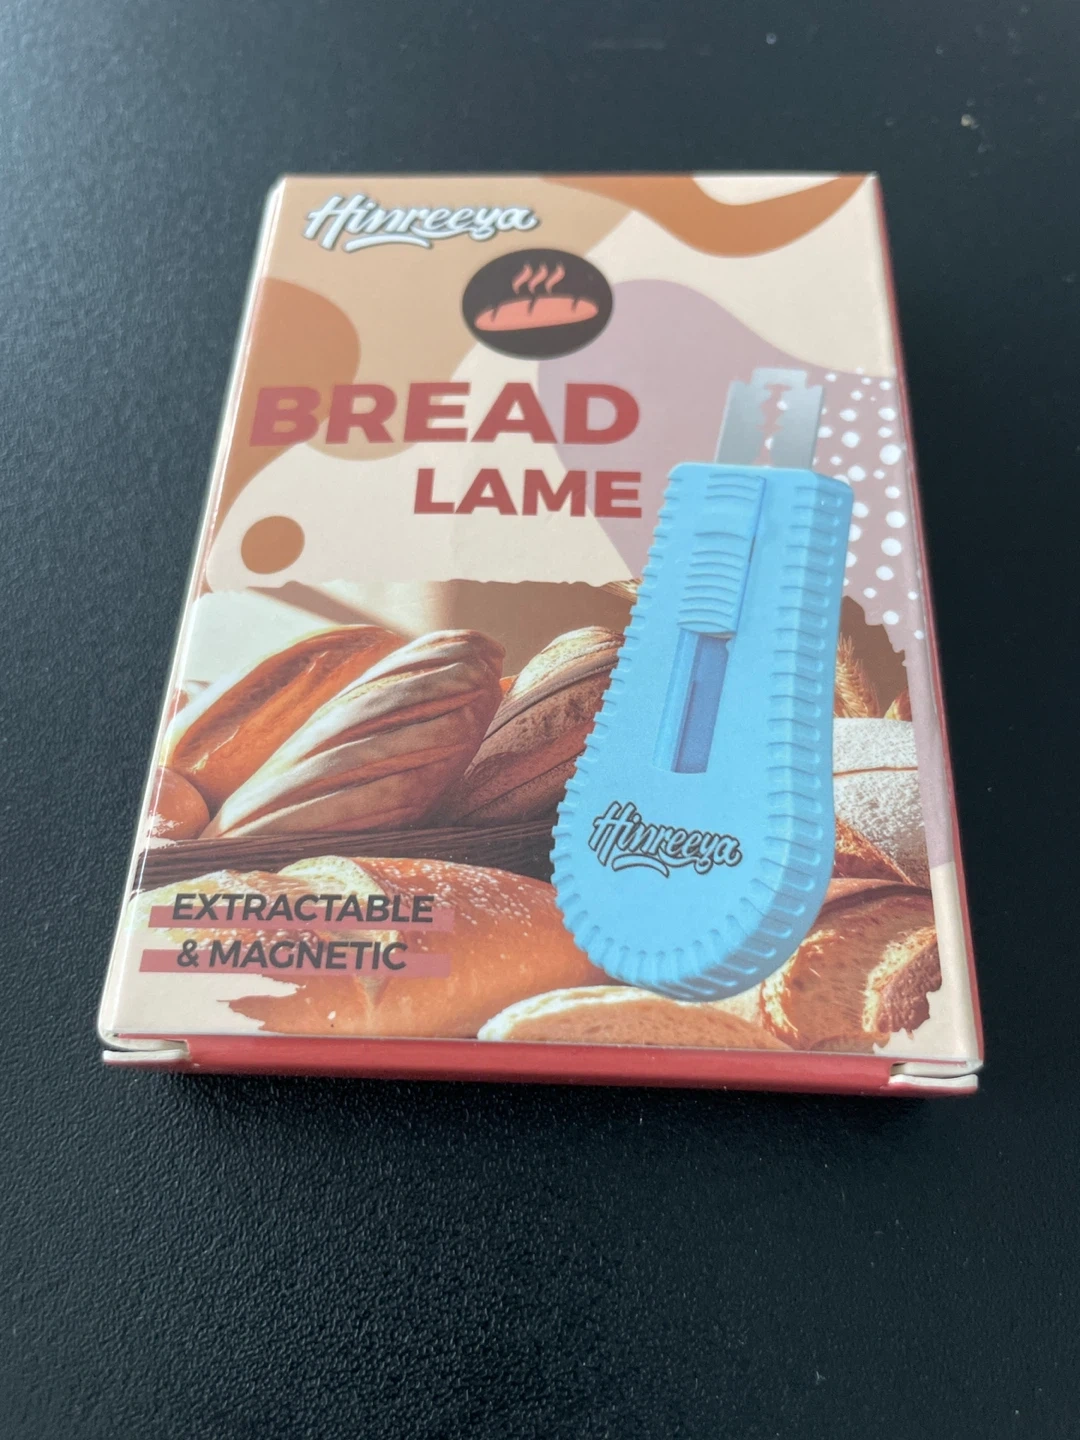 Hinreeya
BREAD
LAME
Hinreeya
EXTRACTABLE
& MAGNETIC